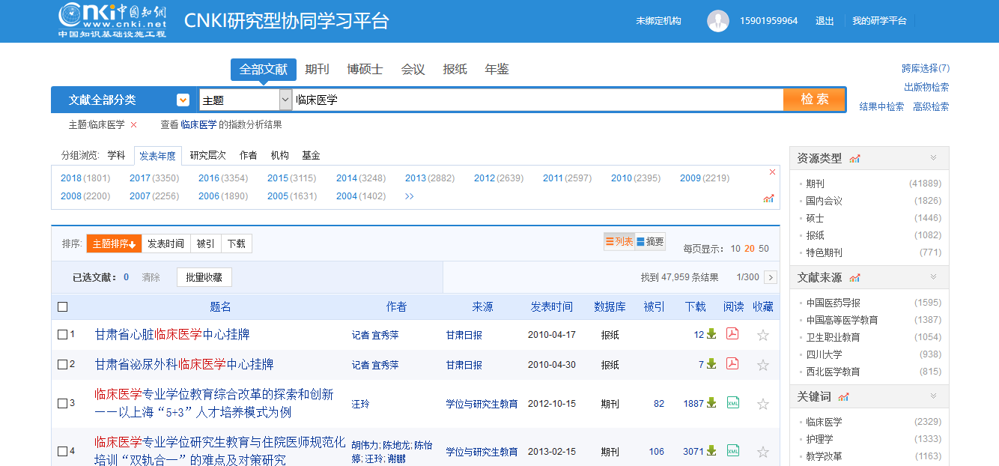 Cnki中国知网
www.cnki.net
中国知识基础设施工程
CNKI研究型协同学习平台
未绑定机构 15901959964 退出 我的研学平台
全部文献 期刊 博硕士 会议 报纸 年鉴
跨库选择(7)
出版物检索
文献全部分类 主题 临床医学 检 索
结果中检索 高级检索
主题:临床医学 × 查看 临床医学 的指数分析结果
分组浏览: 学科 发表年度 研究层次 作者 机构 基金
2018(1801) 2017(3350) 2016(3354) 2015(3115) 2014(3248) 2013(2882) 2012(2639) 2011(2597) 2010(2395) 2009(2219)
2008(2200) 2007(2256) 2006(1890) 2005(1631) 2004(1402) >>
排序: 主题排序 发表时间 被引 下载 列表 摘要 每页显示: 10 20 50
已选文献: 0 清除 批量收藏 找到 47,959 条结果 1/300 >
题名 作者 来源 发表时间 数据库 被引 下载 阅读 收藏
1 甘肃省心脏临床医学中心挂牌 记者 宜秀萍 甘肃日报 2010-04-17 报纸 12
2 甘肃省泌尿外科临床医学中心挂牌 记者 宜秀萍 甘肃日报 2010-04-30 报纸 7
3 临床医学专业学位教育综合改革的探索和创新
——以上海“5+3”人才培养模式为例 汪玲 学位与研究生教育 2012-10-15 期刊 82 1887 XML
4 临床医学专业学位研究生教育与住院医师规范化
培训“双轨合一”的难点及对策研究 胡伟力; 陈地龙; 陈怡
婷; 汪玲; 谢鹏 学位与研究生教育 2013-02-15 期刊 106 3071 XML
资源类型
期刊 (41889)
国内会议 (1826)
硕士 (1446)
报纸 (1082)
特色期刊 (771)
文献来源
中国医药导报 (1595)
中国高等医学教育 (1387)
卫生职业教育 (1054)
四川大学 (938)
西北医学教育 (815)
关键词
临床医学 (2329)
护理学 (1333)
教学改革 (1163)